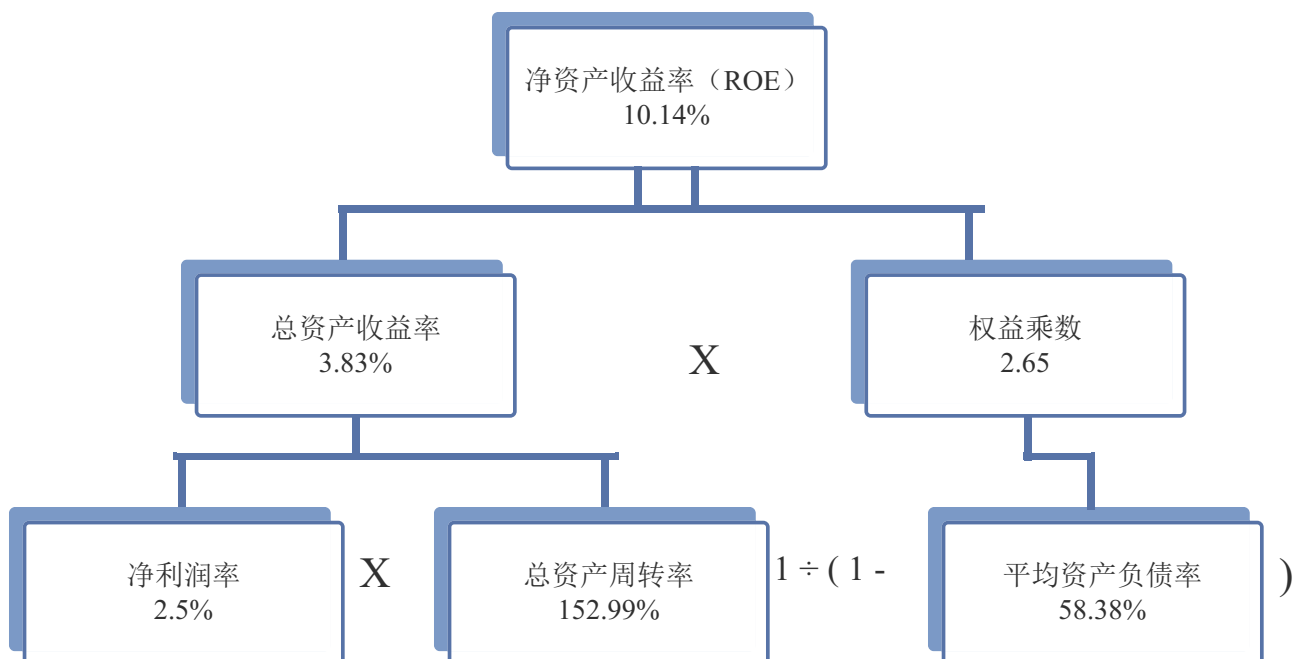 净资产收益率（ROE）
10.14%
总资产收益率
3.83%
X
权益乘数
2.65
净利润率
2.5%
X
总资产周转率
152.99%
1 ÷ ( 1 -
平均资产负债率
58.38%
)